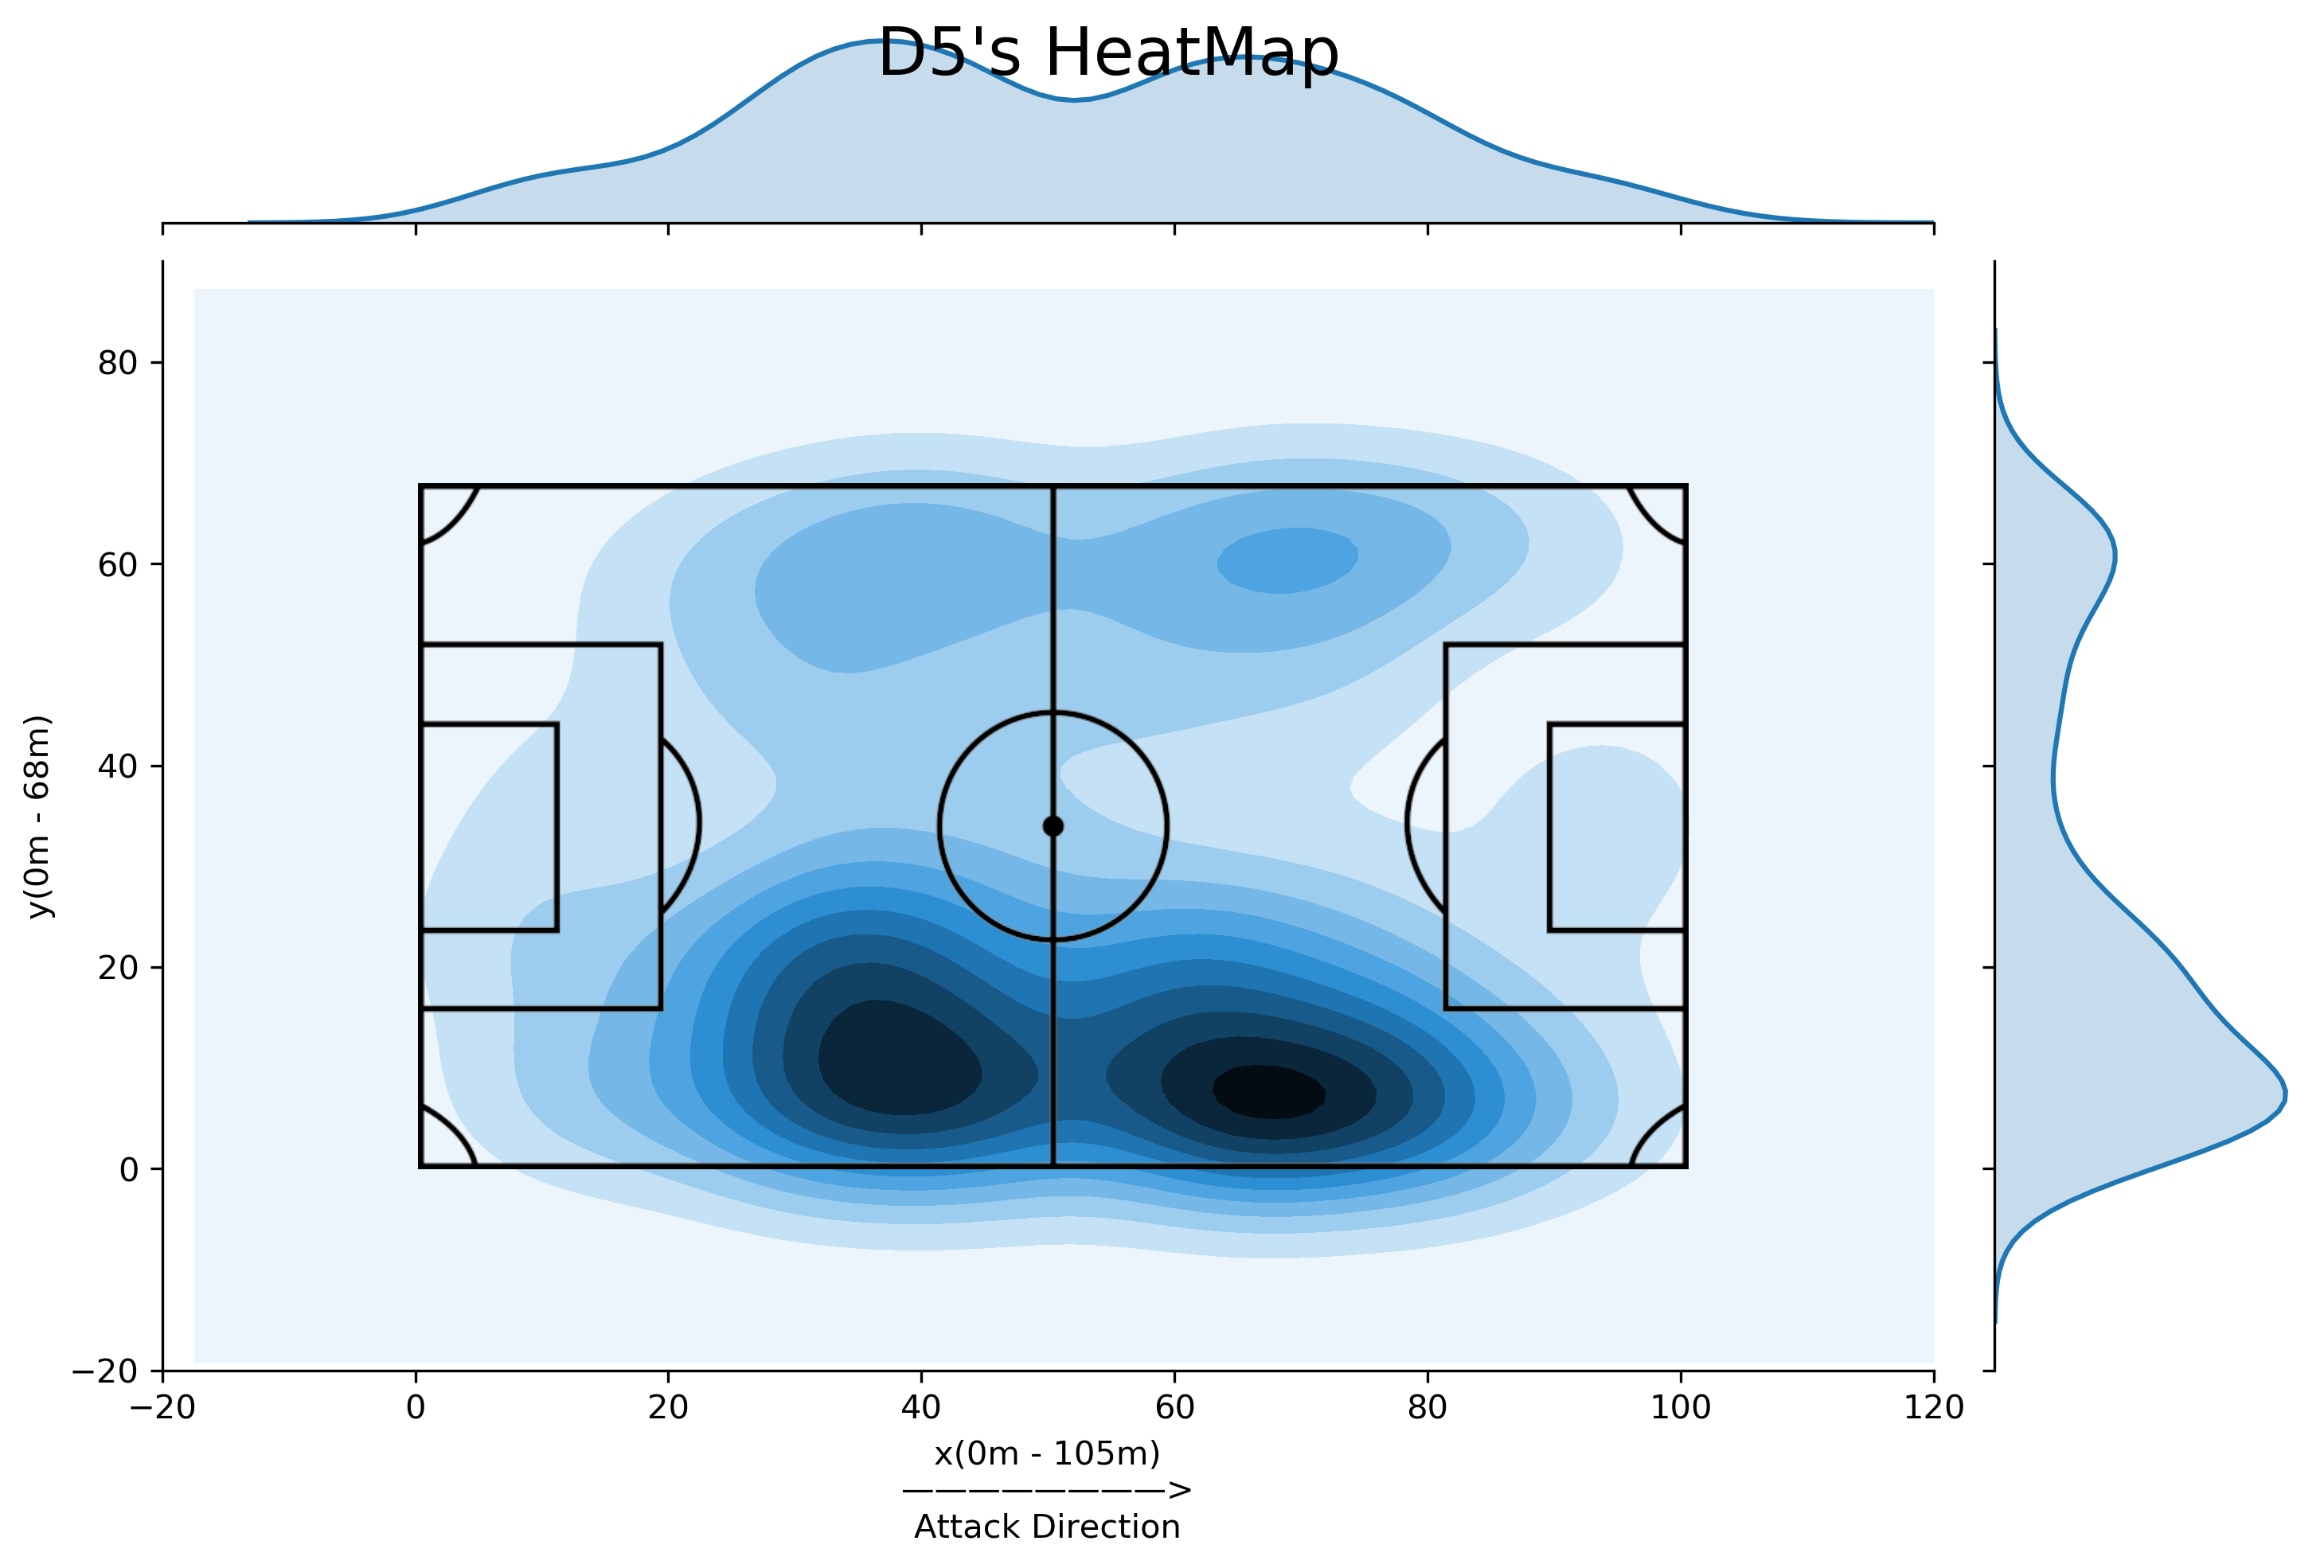 D5's HeatMap
80
60
40
20
0
−20
y(0m - 68m)
−20 0 20 40 60 80 100 120
x(0m - 105m)
————————>
Attack Direction